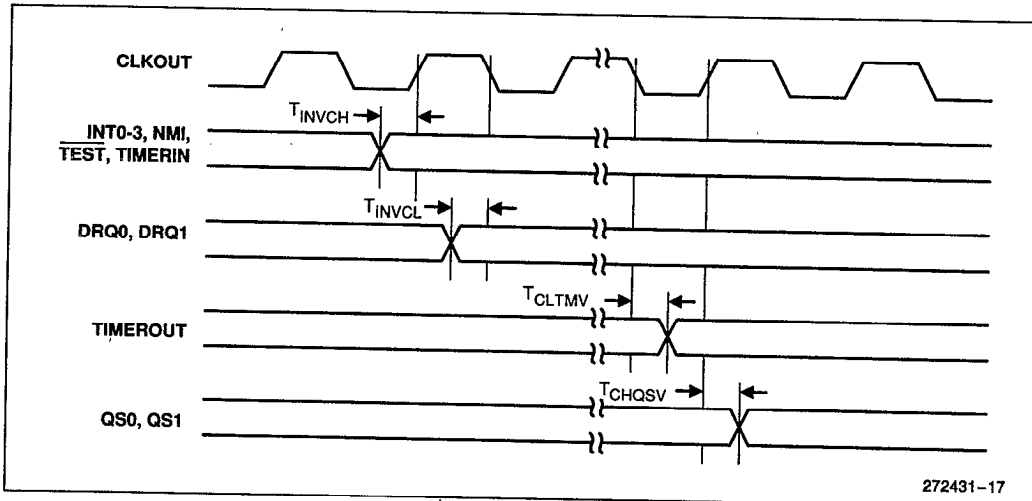 CLKOUT
TINVCH
INT0-3, NMI,
TEST, TIMERIN
TINVCL
DRQ0, DRQ1
TCLTMV
TIMEROUT
TCHQSV
QS0, QS1
272431-17